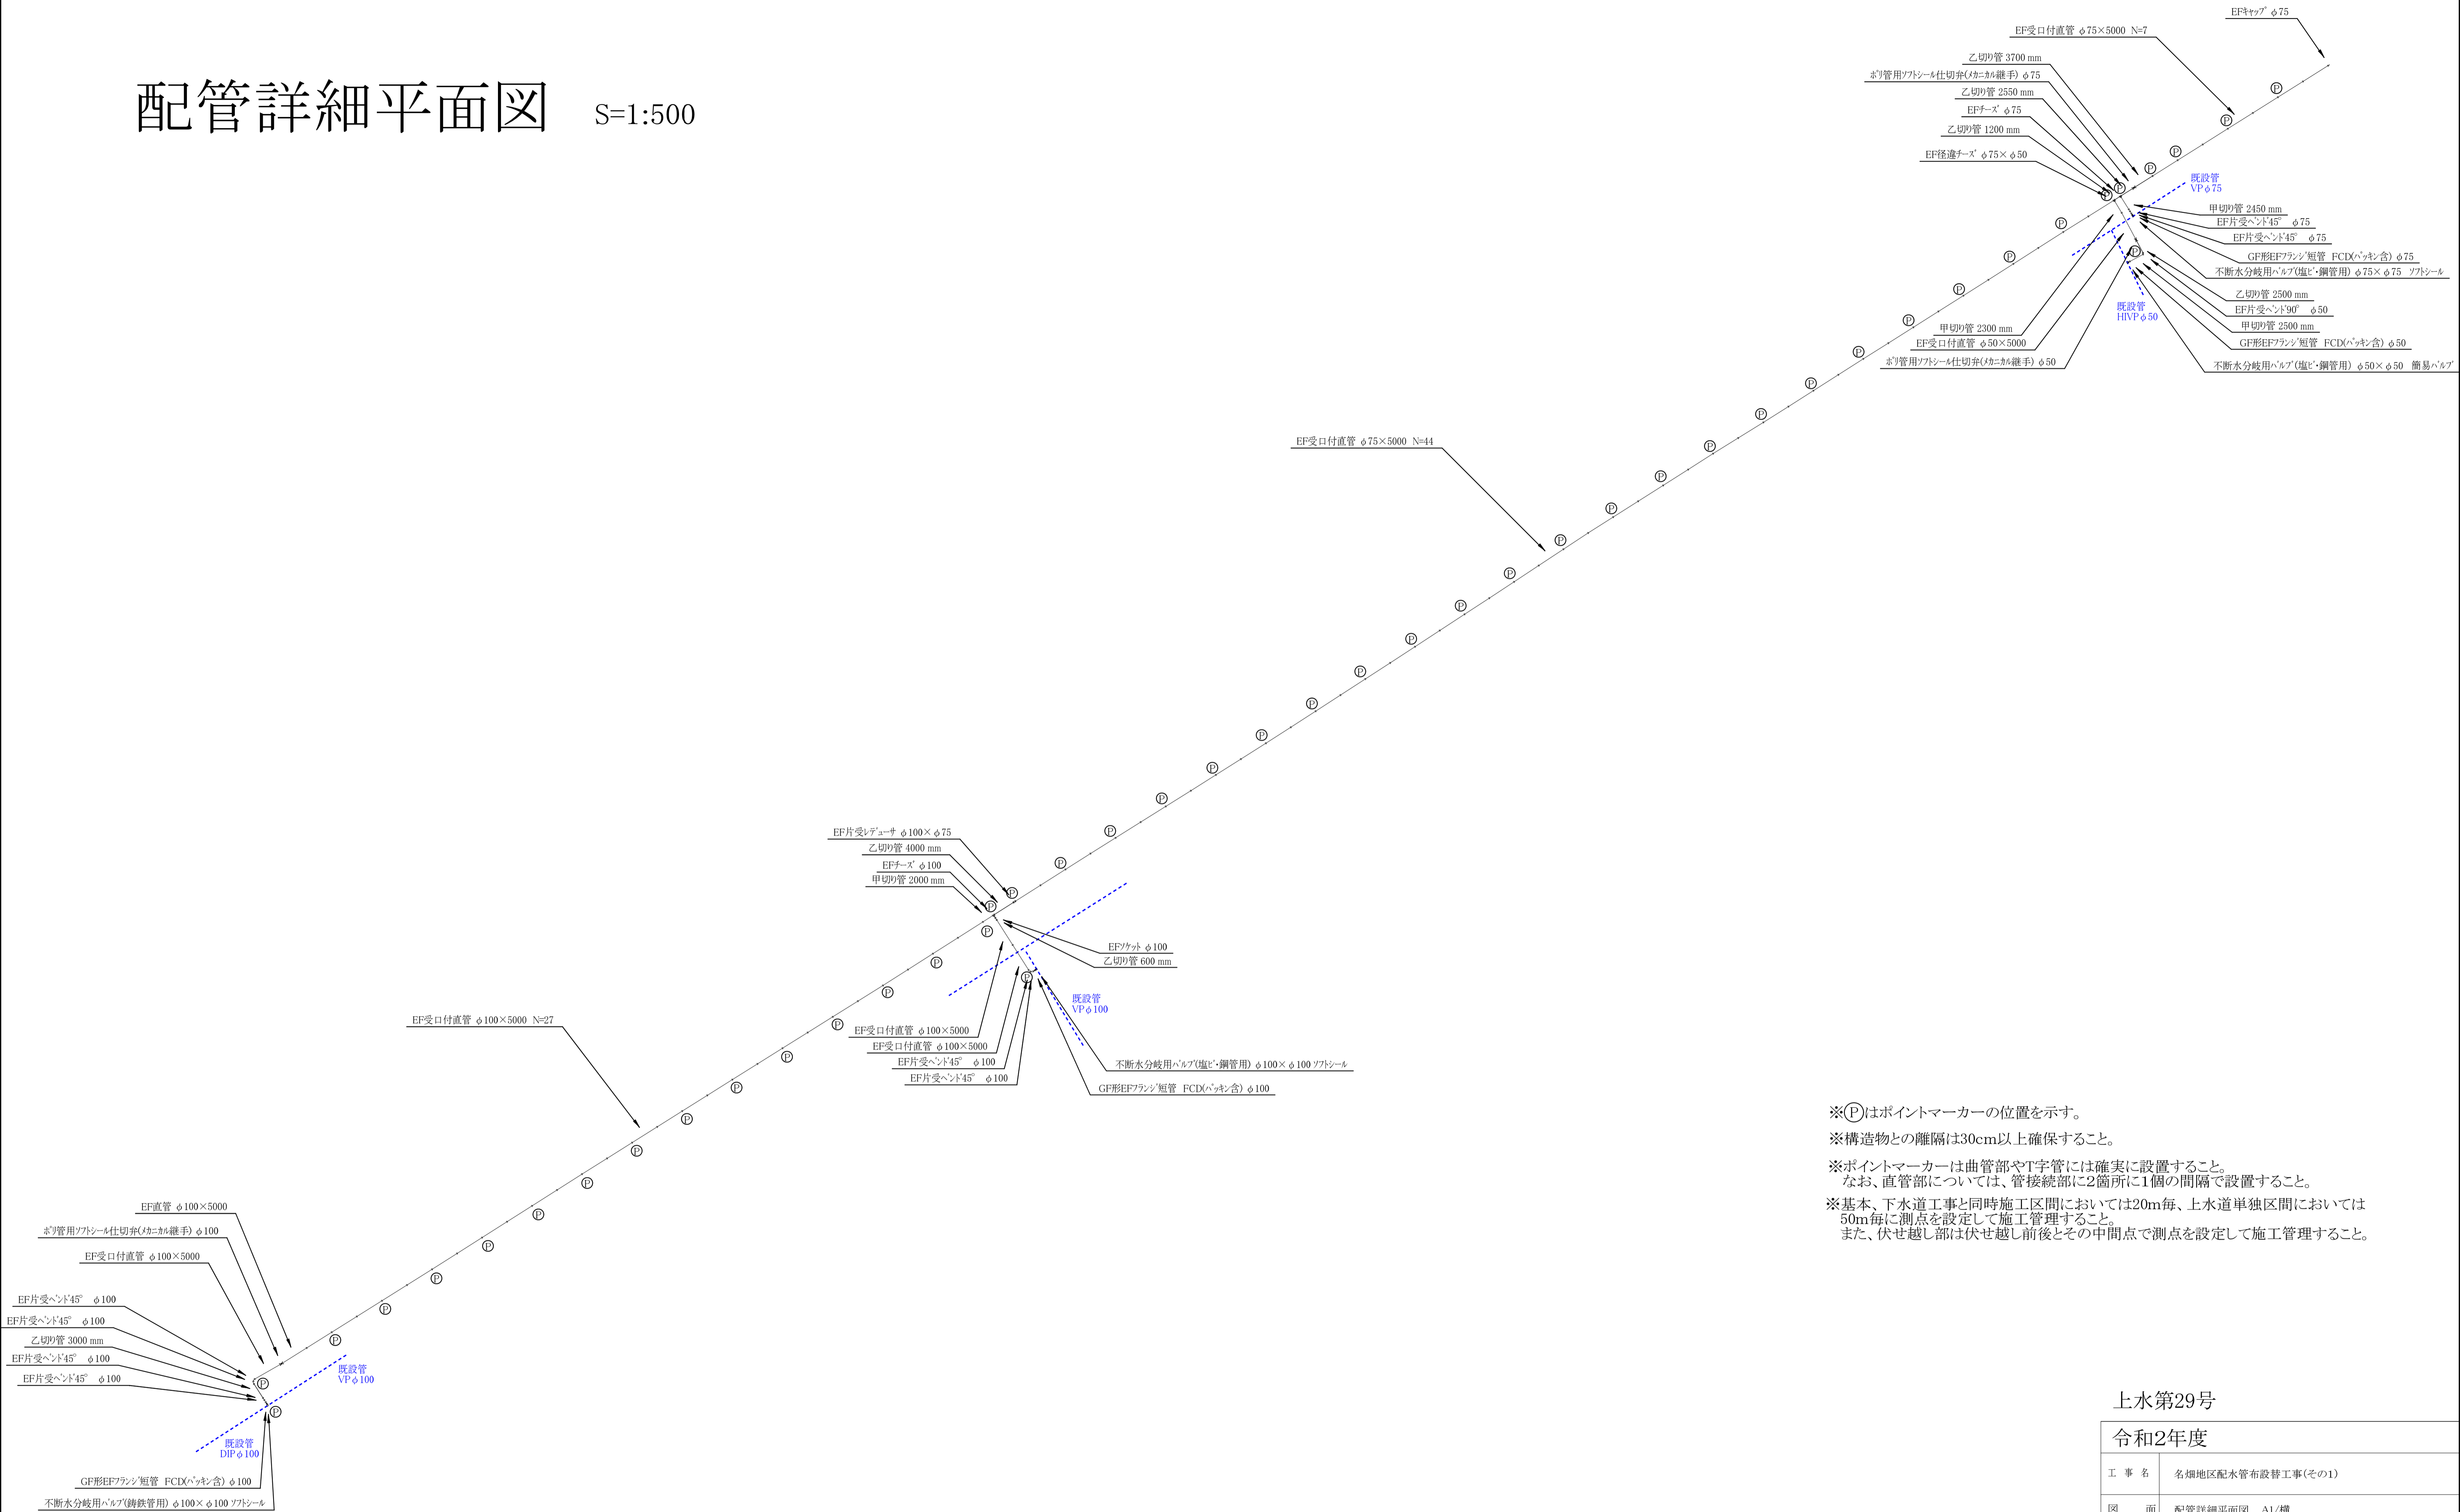 配管詳細平面図 S=1:500
EFキャップ φ75
EF受口付直管 φ75×5000 N=7
乙切り管 3700 mm
ポリ管用ソフトシール仕切弁(メカニカル継手) φ75
乙切り管 2550 mm
EFチーズ φ75
乙切り管 1200 mm
EF径違チーズ φ75×φ50
既設管
VPφ75
甲切り管 2450 mm
EF片受ベンド45° φ75
EF片受ベンド45° φ75
GF形EFフランジ短管 FCD(パッキン含) φ75
不断水分岐用バルブ(塩ビ・鋼管用) φ75×φ75 ソフトシール
乙切り管 2500 mm
EF片受ベンド90° φ50
甲切り管 2500 mm
GF形EFフランジ短管 FCD(パッキン含) φ50
不断水分岐用バルブ(塩ビ・鋼管用) φ50×φ50 簡易バルブ
既設管
HIVPφ50
甲切り管 2300 mm
EF受口付直管 φ50×5000
ポリ管用ソフトシール仕切弁(メカニカル継手) φ50
EF受口付直管 φ75×5000 N=44
EF片受レデューサ φ100×φ75
乙切り管 4000 mm
EFチーズ φ100
甲切り管 2000 mm
EFソケット φ100
乙切り管 600 mm
既設管
VPφ100
EF受口付直管 φ100×5000
EF受口付直管 φ100×5000
EF片受ベンド45° φ100
EF片受ベンド45° φ100
不断水分岐用バルブ(塩ビ・鋼管用) φ100×φ100 ソフトシール
GF形EFフランジ短管 FCD(パッキン含) φ100
EF受口付直管 φ100×5000 N=27
EF直管 φ100×5000
ポリ管用ソフトシール仕切弁(メカニカル継手) φ100
EF受口付直管 φ100×5000
EF片受ベンド45° φ100
EF片受ベンド45° φ100
乙切り管 3000 mm
EF片受ベンド45° φ100
EF片受ベンド45° φ100
既設管
VPφ100
既設管
DIPφ100
GF形EFフランジ短管 FCD(パッキン含) φ100
不断水分岐用バルブ(鋳鉄管用) φ100×φ100 ソフトシール
※Ⓟはポイントマーカーの位置を示す。
※構造物との離隔は30cm以上確保すること。
※ポイントマーカーは曲管部やT字管には確実に設置すること。
なお、直管部については、管接続部に2箇所に1個の間隔で設置すること。
※基本、下水道工事と同時施工区間においては20m毎、上水道単独区間においては
50m毎に測点を設定して施工管理すること。
また、伏せ越し部は伏せ越し前後とその中間点で測点を設定して施工管理すること。
上水第29号
令和2年度
工事名 名畑地区配水管布設替工事(その1)
図面 配管詳細平面図 A1/横